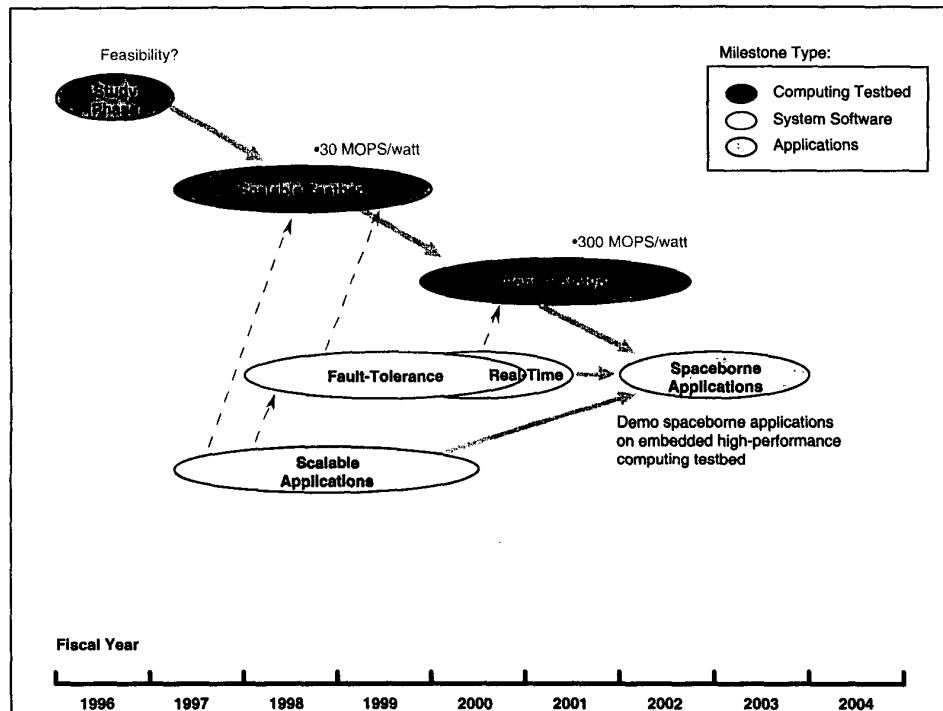 Feasibility?
Study
Phase
Milestone Type:
Computing Testbed
System Software
Applications
•30 MOPS/watt
•300 MOPS/watt
Fault-Tolerance
Real-Time
Spaceborne
Applications
Demo spaceborne applications
on embedded high-performance
computing testbed
Scalable
Applications
Fiscal Year
1996 1997 1998 1999 2000 2001 2002 2003 2004